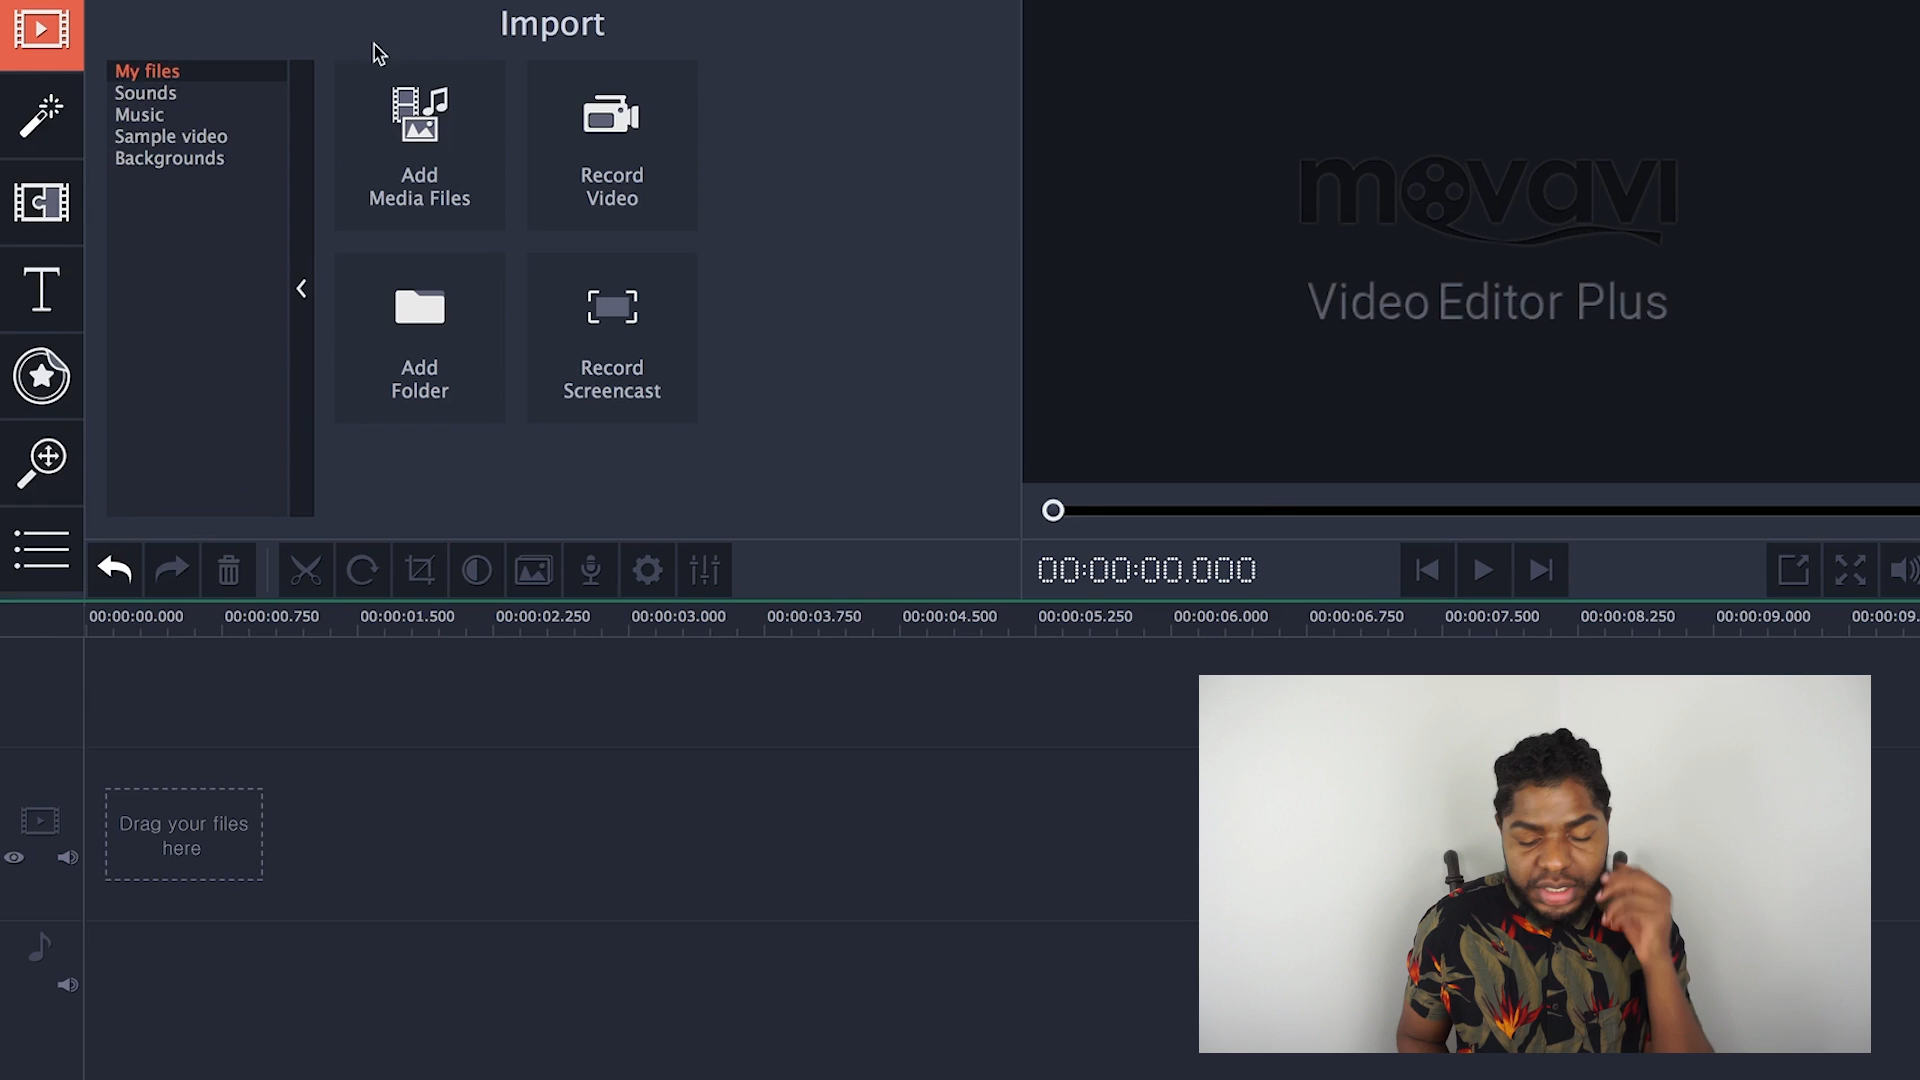 Import
My files
Sounds
Music
Sample video
Backgrounds
Add
Media Files
Record
Video
Add
Folder
Record
Screencast
movavi
Video Editor Plus
00:00:00.000
00:00:00.000 00:00:00.750 00:00:01.500 00:00:02.250 00:00:03.000 00:00:03.750 00:00:04.500 00:00:05.250 00:00:06.000 00:00:06.750 00:00:07.500 00:00:08.250 00:00:09.000 00:00:09.
Drag your files
here